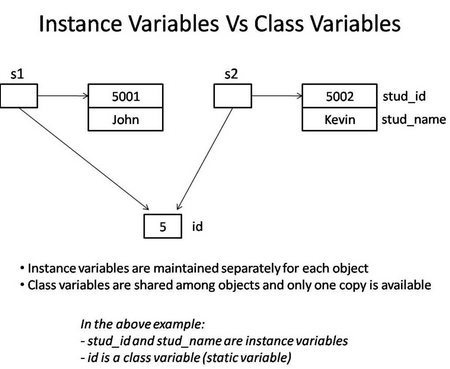 Instance Variables Vs Class Variables
s1
s2
5001
5002
stud_id
John
Kevin
stud_name
5
id
• Instance variables are maintained separately for each object
• Class variables are shared among objects and only one copy is available
In the above example:
- stud_id and stud_name are instance variables
- id is a class variable (static variable)